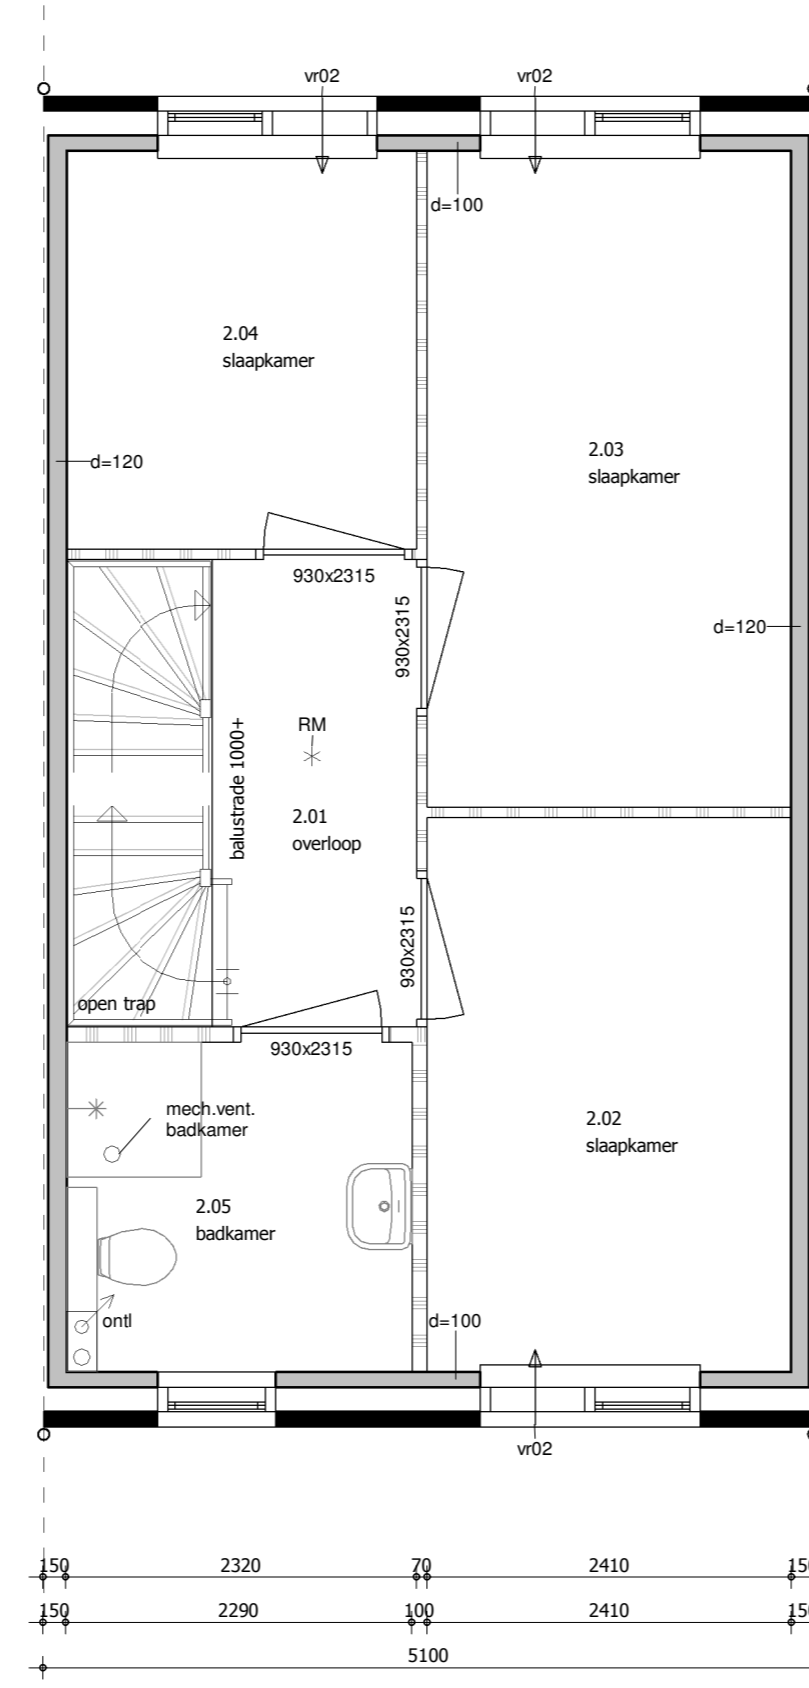 vr02
vr02
d=100
2.04
slaapkamer
2.03
slaapkamer
d=120
930x2315
930x2315
d=120
RM
balustrade 1000+
2.01
overloop
930x2315
open trap
930x2315
mech.vent.
badkamer
2.02
slaapkamer
2.05
badkamer
ontl
d=100
vr02
150 2320 70 2410 150
150 2290 100 2410 150
5100